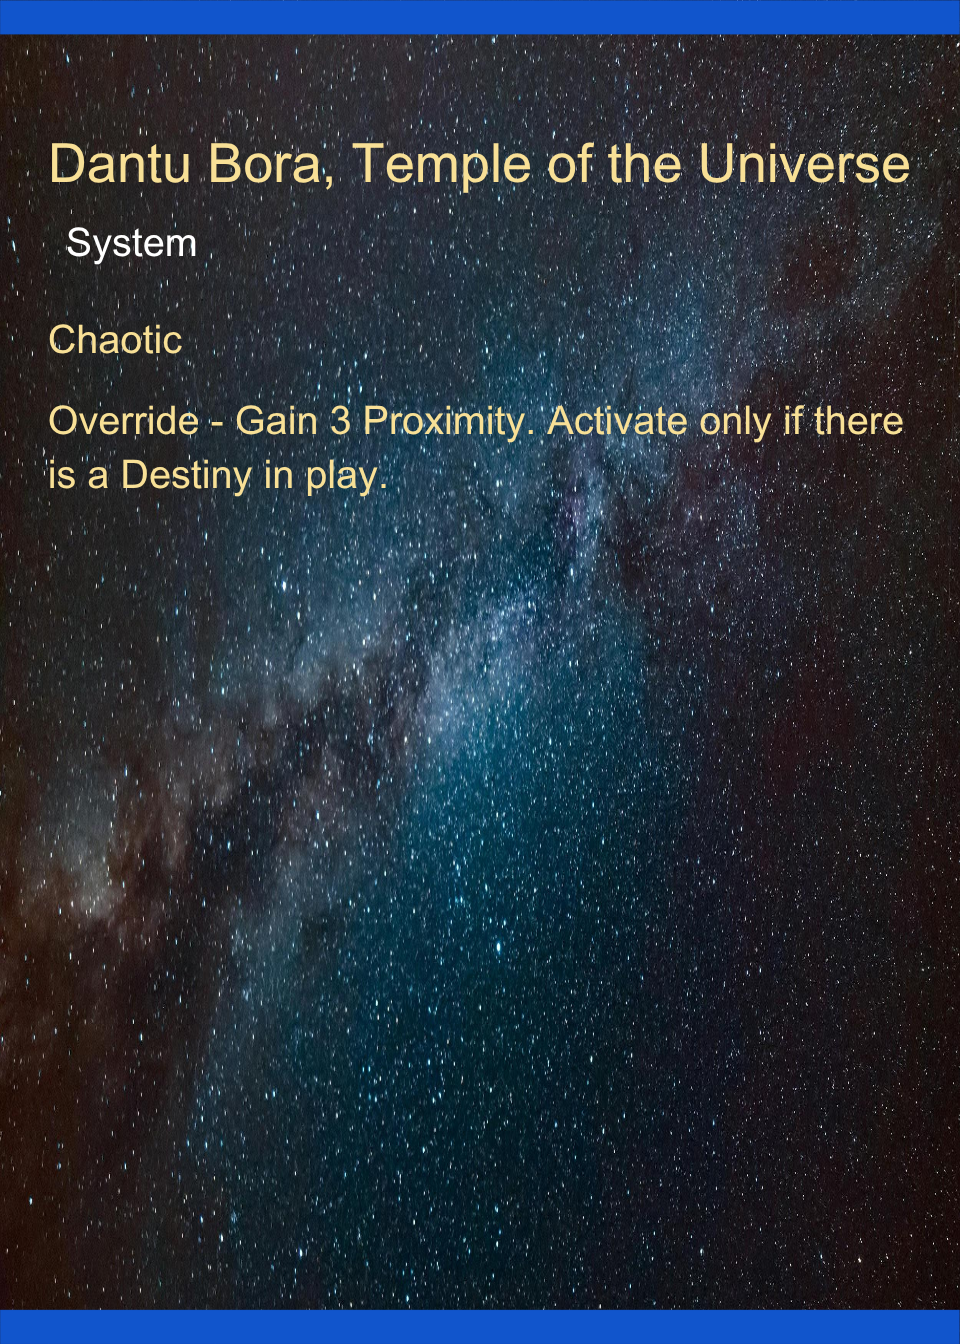 Dantu Bora, Temple of the Universe
System
Chaotic
Override - Gain 3 Proximity. Activate only if there
is a Destiny in play.